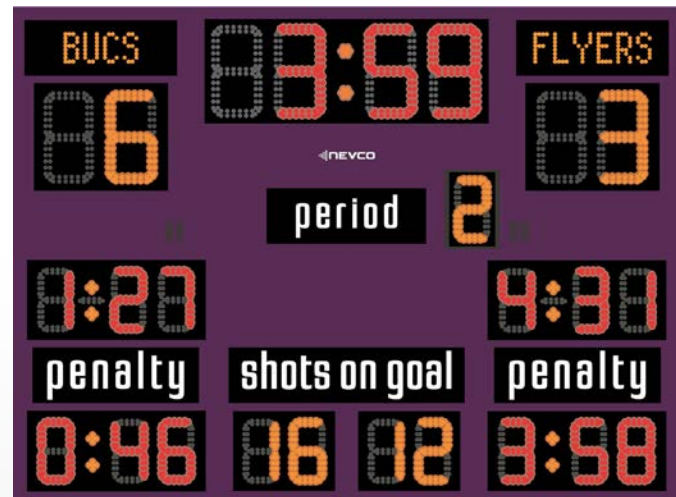 BUCS 3:59 FLYERS
6 3
NEVCO
period 2
1:27 4:31
penalty shots on goal penalty
0:46 16 12 3:58